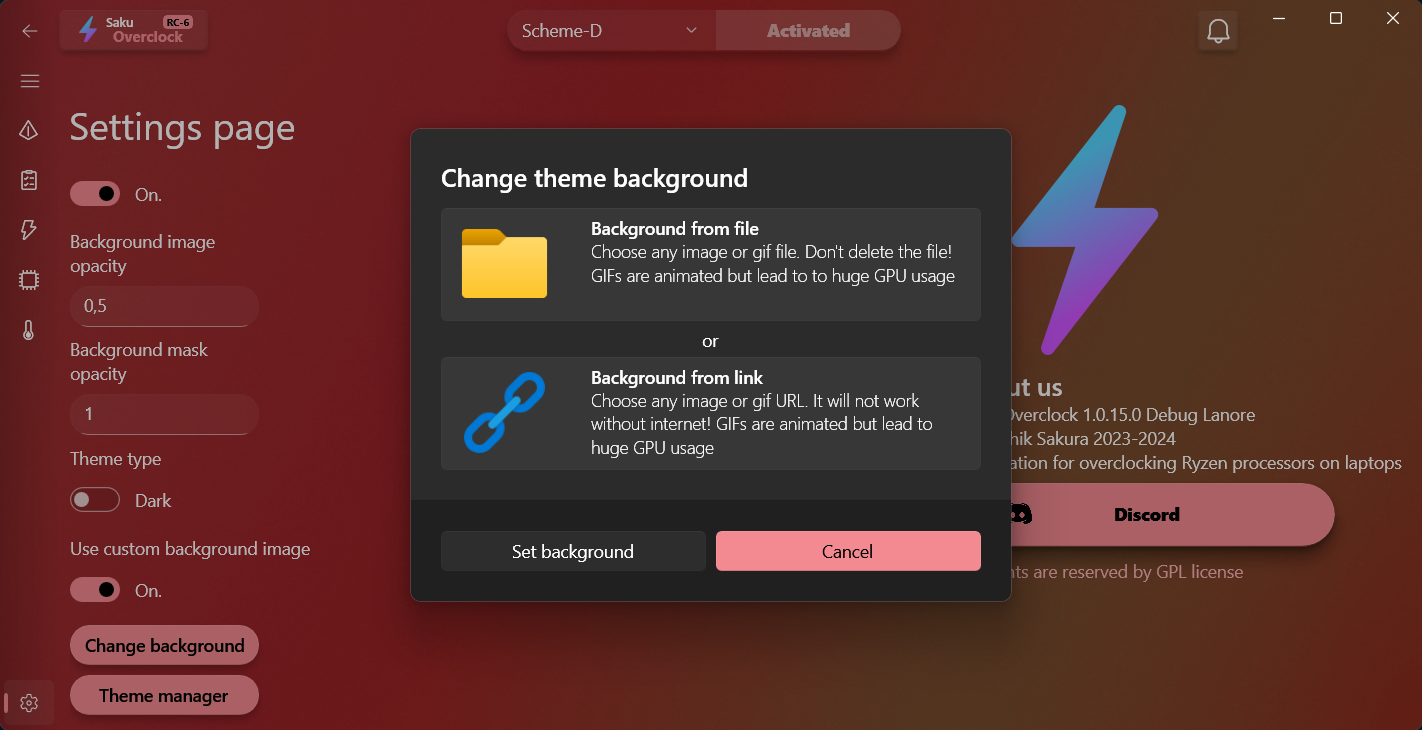 Saku
RC-6
Overclock
Scheme-D
Activated
Settings page
On.
Background image
opacity
0,5
Background mask
opacity
1
Theme type
Dark
Use custom background image
On.
Change background
Theme manager
Change theme background
Background from file
Choose any image or gif file. Don't delete the file!
GIFs are animated but lead to to huge GPU usage
or
Background from link
Choose any image or gif URL. It will not work
without internet! GIFs are animated but lead to
huge GPU usage
Set background
Cancel
us
Overclock 1.0.15.0 Debug Lanore
Sakura 2023-2024
for overclocking Ryzen processors on laptops
Discord
are reserved by GPL license